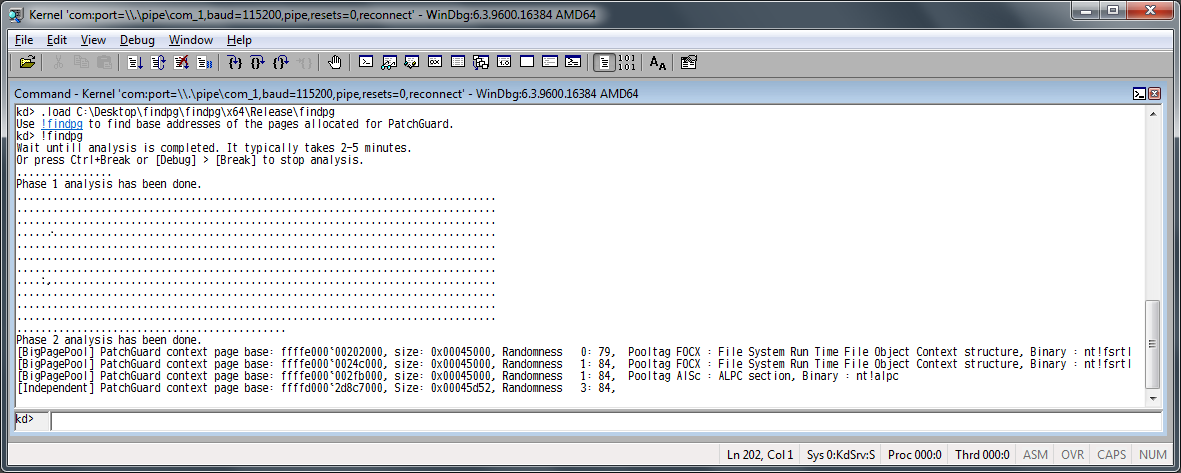 Kernel 'com:port=\\.\pipe\com_1,baud=115200,pipe,resets=0,reconnect' - WinDbg:6.3.9600.16384 AMD64
File Edit View Debug Window Help
Command - Kernel 'com:port=\\.\pipe\com_1,baud=115200,pipe,resets=0,reconnect' - WinDbg:6.3.9600.16384 AMD64
kd> .load C:\Desktop\findpg\findpg\x64\Release\findpg
Use !findpg to find base addresses of the pages allocated for PatchGuard.
kd> !findpg
Wait untill analysis is completed. It typically takes 2-5 minutes.
Or press Ctrl+Break or [Debug] > [Break] to stop analysis.
................
Phase 1 analysis has been done.
................................................................................
................................................................................
................................................................................
................................................................................
................................................................................
................................................................................
................................................................................
....:,..........................................................................
................................................................................
................................................................................
................................................................................
.............................................
Phase 2 analysis has been done.
[BigPagePool] PatchGuard context page base: ffffe000`00202000, size: 0x00045000, Randomness 0: 79, Pooltag FOCX : File System Run Time File Object Context structure, Binary : nt!fsrtl
[BigPagePool] PatchGuard context page base: ffffe000`0024c000, size: 0x00045000, Randomness 1: 84, Pooltag FOCX : File System Run Time File Object Context structure, Binary : nt!fsrtl
[BigPagePool] PatchGuard context page base: ffffe000`002fb000, size: 0x00045000, Randomness 1: 84, Pooltag AlSc : ALPC section, Binary : nt!alpc
[Independent] PatchGuard context page base: ffffd000`2d8c7000, Size: 0x00045d52, Randomness 3: 84,
kd>
Ln 202, Col 1 Sys 0:KdSrv:S Proc 000:0 Thrd 000:0 ASM OVR CAPS NUM